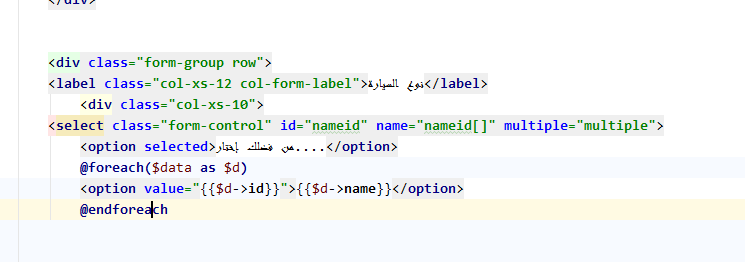 </div>
<div class="form-group row">
<label class="col-xs-12 col-form-label">نوع السيارة</label>
<div class="col-xs-10">
<select class="form-control" id="nameid" name="nameid[]" multiple="multiple">
<option selected>من فضلك إختار....</option>
@foreach($data as $d)
<option value="{{$d->id}}">{{$d->name}}</option>
@endforeach